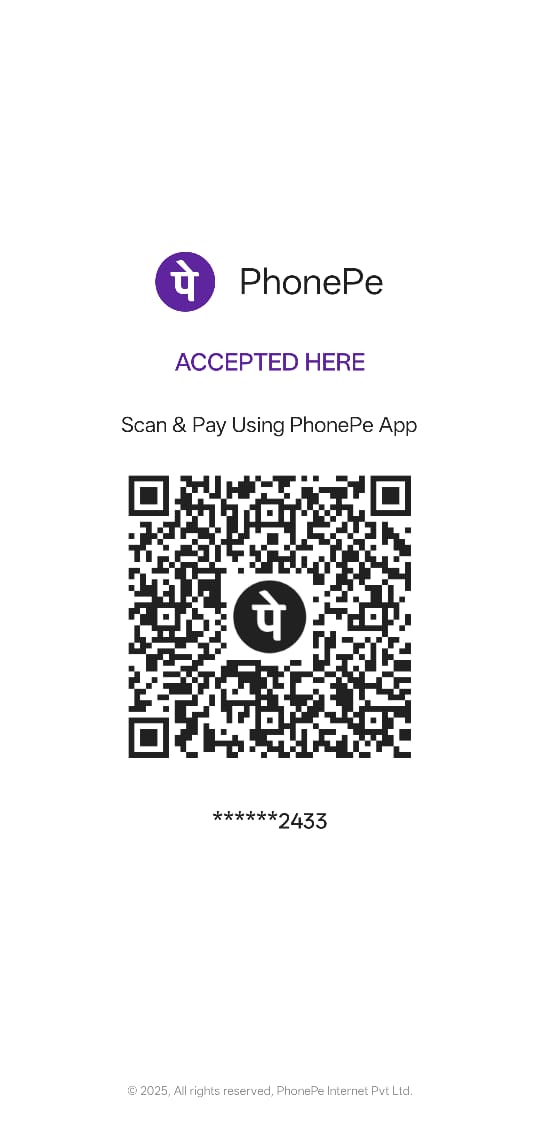 पे PhonePe
ACCEPTED HERE
Scan & Pay Using PhonePe App
पे
******2433
© 2025, All rights reserved, PhonePe Internet Pvt Ltd.